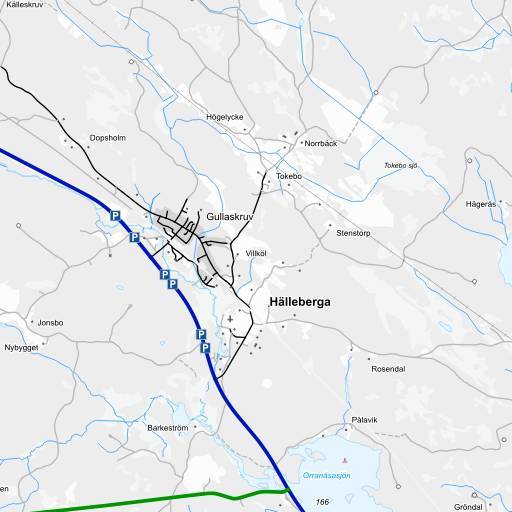 Källeskruv
Högelycke
Dopsholm
Norrbäck
Tokebo sjö
Tokebo
Hägerås
P
Gullaskruv
Stenstorp
P
Villköl
P
P
Hälleberga
Jonsbo
P
Nybygget
P
Rosendal
Barkeström
Pålavik
Orranäsasjön
en
166
Gröndal